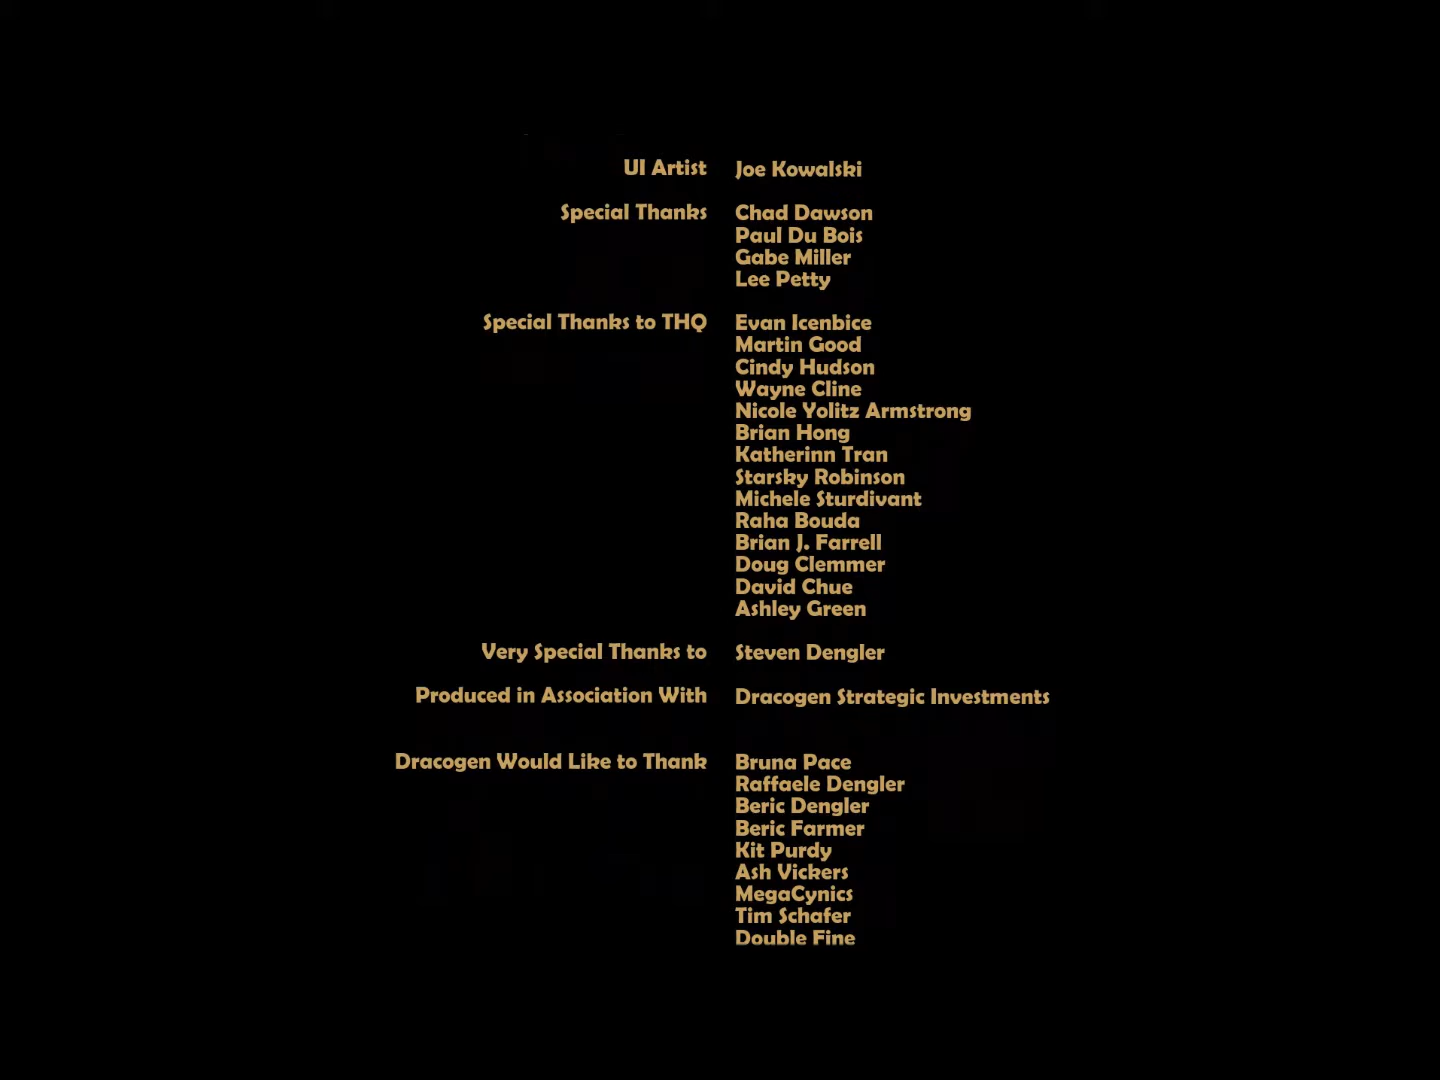 UI Artist Joe Kowalski
Special Thanks Chad Dawson
Paul Du Bois
Gabe Miller
Lee Petty
Special Thanks to THQ Evan Icenbice
Martin Good
Cindy Hudson
Wayne Cline
Nicole Yolitz Armstrong
Brian Hong
Katherinn Tran
Starsky Robinson
Michele Sturdivant
Raha Bouda
Brian J. Farrell
Doug Clemmer
David Chue
Ashley Green
Very Special Thanks to Steven Dengler
Produced in Association With Dracogen Strategic Investments
Dracogen Would Like to Thank Bruna Pace
Raffaele Dengler
Beric Dengler
Beric Farmer
Kit Purdy
Ash Vickers
MegaCynics
Tim Schafer
Double Fine